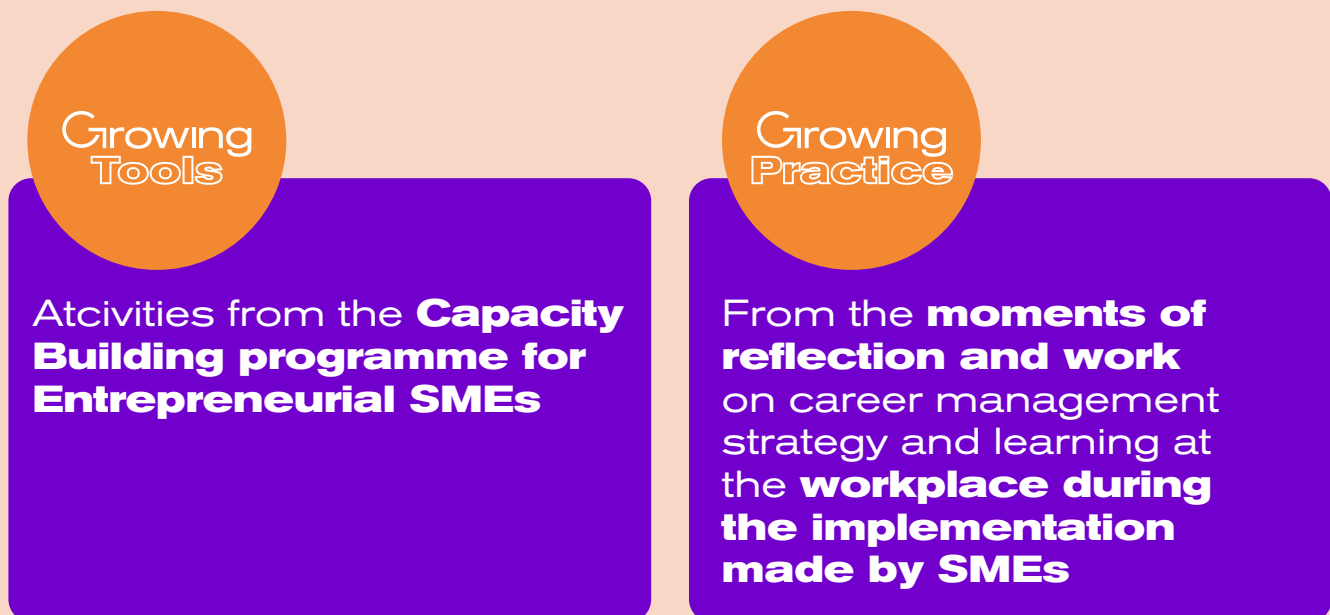 Growing
Tools
Atcivities from the Capacity
Building programme for
Entrepreneurial SMEs
Growing
Practice
From the moments of
reflection and work
on career management
strategy and learning at
the workplace during
the implementation
made by SMEs